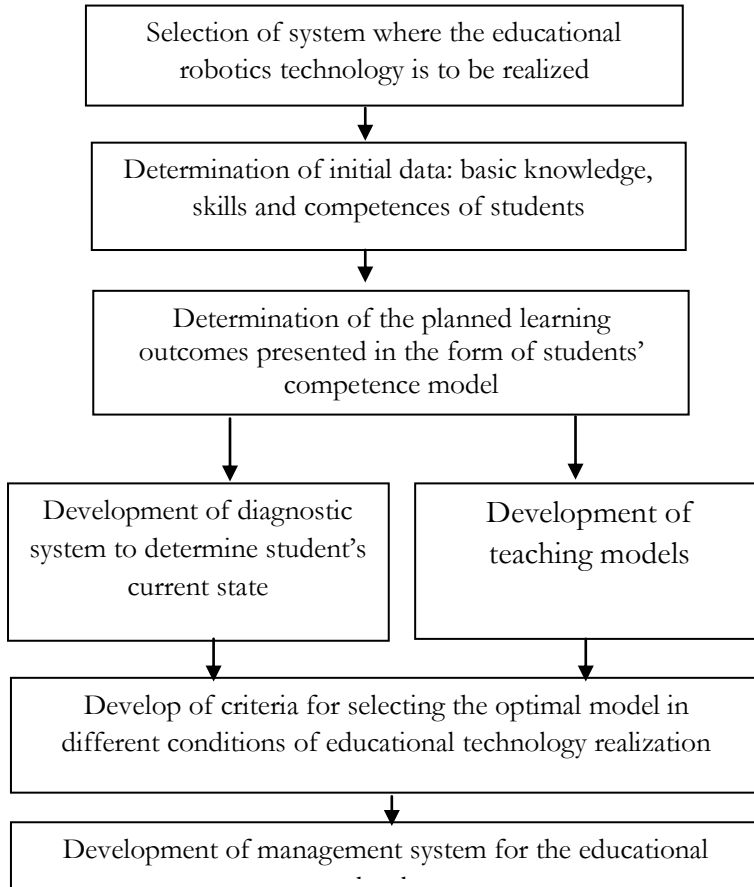 Selection of system where the educational
robotics technology is to be realized
Determination of initial data: basic knowledge,
skills and competences of students
Determination of the planned learning
outcomes presented in the form of students’
competence model
Development of diagnostic
system to determine student’s
current state
Development of
teaching models
Develop of criteria for selecting the optimal model in
different conditions of educational technology realization
Development of management system for the educational